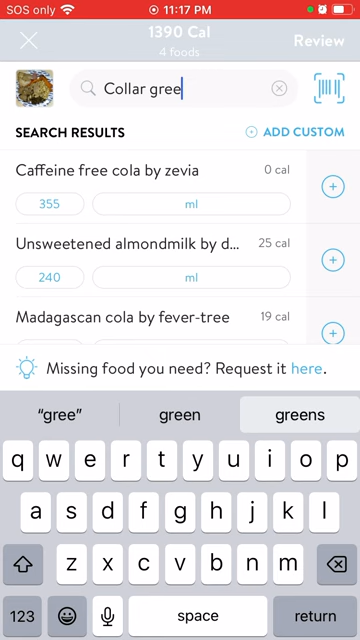 SOS only 11:17 PM
1390 Cal
4 foods
Review
Collar gree
SEARCH RESULTS
ADD CUSTOM
Caffeine free cola by zevia 0 cal
355 ml
Unsweetened almondmilk by d... 25 cal
240 ml
Madagascan cola by fever-tree 19 cal
Missing food you need? Request it here.
“gree” green greens
q w e r t y u i o p
a s d f g h j k l
z x c v b n m
123 space return